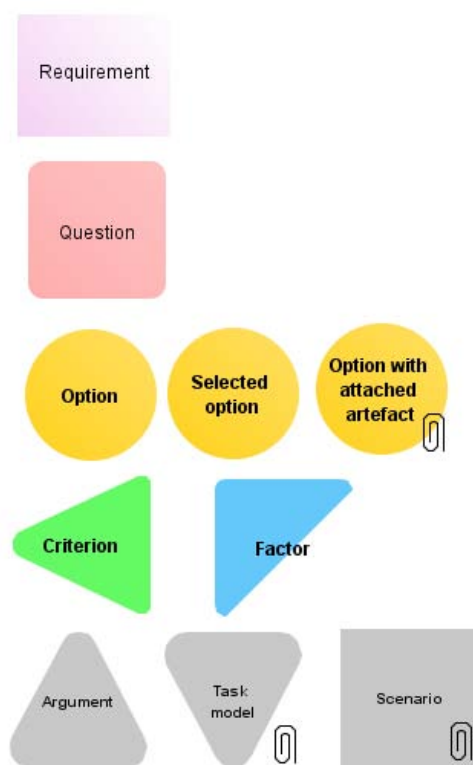 Requirement
Question
Option
Selected
option
Option with
attached
artefact
Criterion
Factor
Argument
Task
model
Scenario